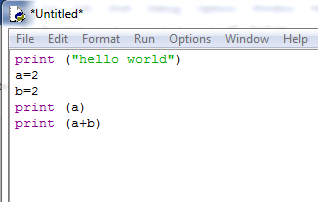 *Untitled*
File Edit Format Run Options Window Help
print ("hello world")
a=2
b=2
print (a)
print (a+b)